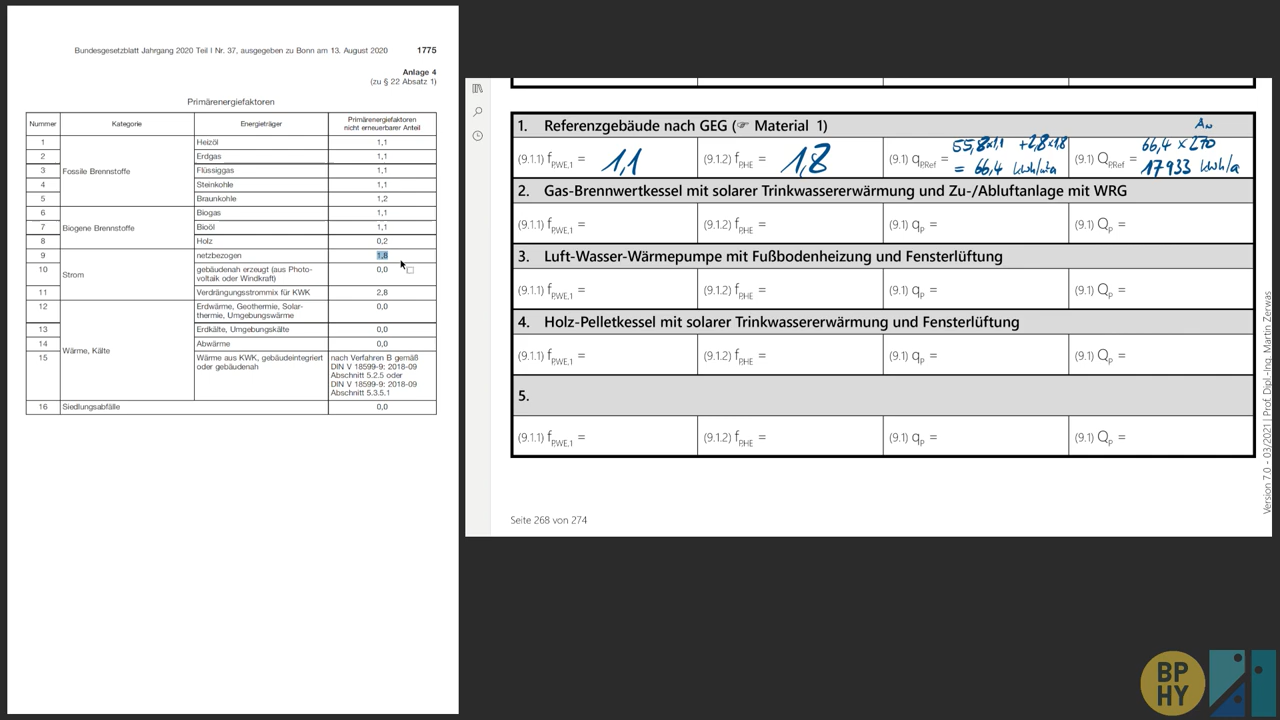 Bundesgesetzblatt Jahrgang 2020 Teil I Nr. 37, ausgegeben zu Bonn am 13. August 2020 1775
Anlage 4
(zu § 22 Absatz 1)
Primärenergiefaktoren
Nummer Kategorie Energieträger Primärenergiefaktoren nicht erneuerbarer Anteil
1 Fossile Brennstoffe Heizöl 1,1
2 Erdgas 1,1
3 Flüssiggas 1,1
4 Steinkohle 1,1
5 Braunkohle 1,2
6 Biogene Brennstoffe Biogas 1,1
7 Bioöl 1,1
8 Holz 0,2
9 Strom netzbezogen 1,8
10 gebäudenah erzeugt (aus Photo-
voltaik oder Windkraft) 0,0
11 Verdrängungsstrommix für KWK 2,8
12 Wärme, Kälte Erdwärme, Geothermie, Solar-
thermie, Umgebungswärme 0,0
13 Erdkälte, Umgebungskälte 0,0
14 Abwärme 0,0
15 Wärme aus KWK, gebäudeintegriert
oder gebäudenah
nach Verfahren B gemäß
DIN V 18599-9: 2018-09
Abschnitt 5.2.5 oder
DIN V 18599-9: 2018-09
Abschnitt 5.3.5.1
16 Siedlungsabfälle 0,0
1. Referenzgebäude nach GEG (☞ Material 1)
(9.1.1) fP,WE,1 = 1,1
(9.1.2) fP,HE = 1,8
(9.1) qP,Ref = 55,8x1,1 + 2,8x1,8
= 66,4 kWh/m²a
AN
(9.1) QP,Ref = 66,4 x 270
17933 kWh/a
2. Gas-Brennwertkessel mit solarer Trinkwassererwärmung und Zu-/Abluftanlage mit WRG
(9.1.1) fP,WE,1 = (9.1.2) fP,HE = (9.1) qP = (9.1) QP =
3. Luft-Wasser-Wärmepumpe mit Fußbodenheizung und Fensterlüftung
(9.1.1) fP,WE,1 = (9.1.2) fP,HE = (9.1) qP = (9.1) QP =
4. Holz-Pelletkessel mit solarer Trinkwassererwärmung und Fensterlüftung
(9.1.1) fP,WE,1 = (9.1.2) fP,HE = (9.1) qP = (9.1) QP =
5.
(9.1.1) fP,WE,1 = (9.1.2) fP,HE = (9.1) qP = (9.1) QP =
Seite 268 von 274
Version 7.0 - 03/2021 | Prof. Dipl.-Ing. Martin Zerwas
BP
HY